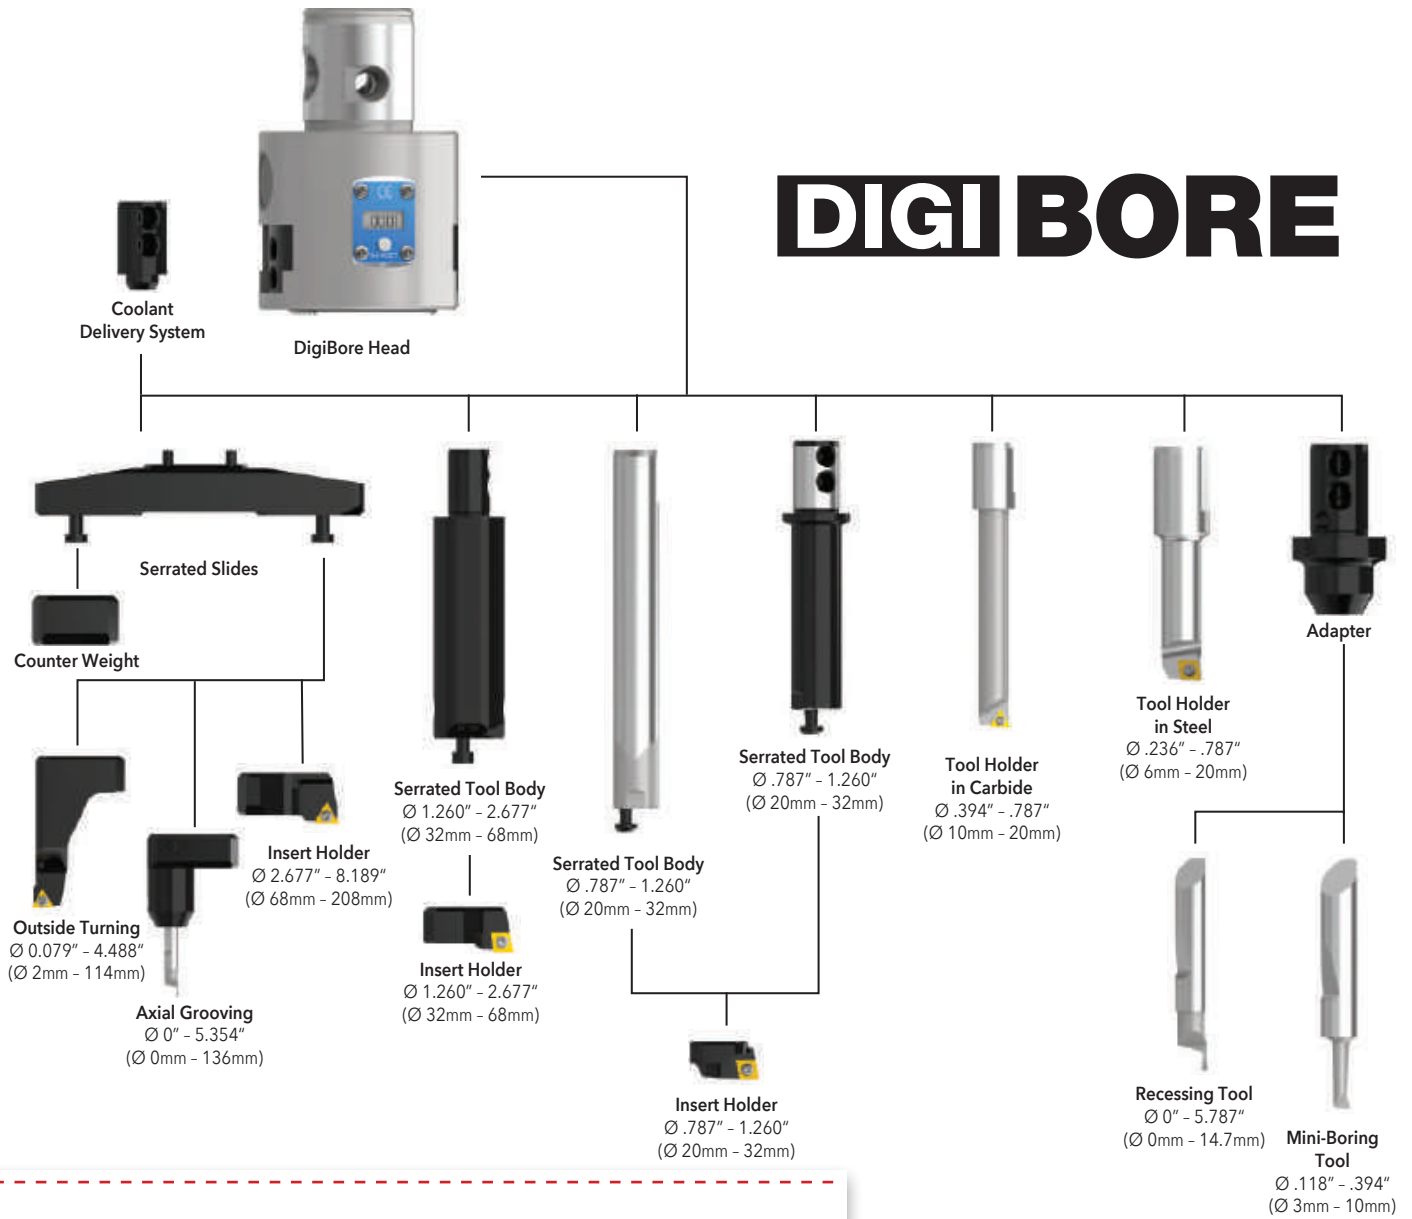 DIGI BORE
CE
Coolant
Delivery System
DigiBore Head
Serrated Slides
Counter Weight
Outside Turning
Ø 0.079” – 4.488“
(Ø 2mm – 114mm)
Axial Grooving
Ø 0” – 5.354“
(Ø 0mm – 136mm)
Insert Holder
Ø 2.677” – 8.189“
(Ø 68mm – 208mm)
Serrated Tool Body
Ø 1.260” – 2.677“
(Ø 32mm – 68mm)
Insert Holder
Ø 1.260” – 2.677“
(Ø 32mm – 68mm)
Serrated Tool Body
Ø .787” – 1.260“
(Ø 20mm – 32mm)
Serrated Tool Body
Ø .787” – 1.260“
(Ø 20mm – 32mm)
Insert Holder
Ø .787” – 1.260“
(Ø 20mm – 32mm)
Tool Holder
in Carbide
Ø .394” – .787“
(Ø 10mm – 20mm)
Tool Holder
in Steel
Ø .236” – .787“
(Ø 6mm – 20mm)
Adapter
Recessing Tool
Ø 0” – 5.787“
(Ø 0mm – 14.7mm)
Mini-Boring
Tool
Ø .118” – .394“
(Ø 3mm – 10mm)